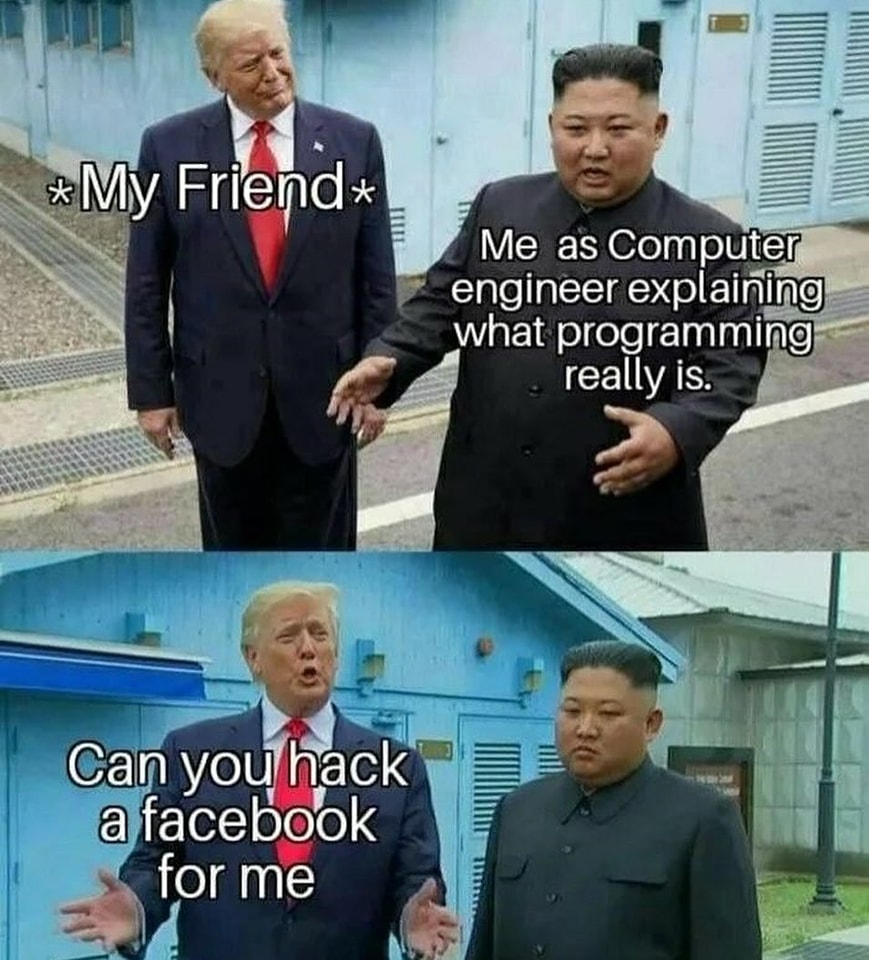 *My Friend*
Me as Computer
engineer explaining
what programming
really is.
Can you hack
a facebook
for me